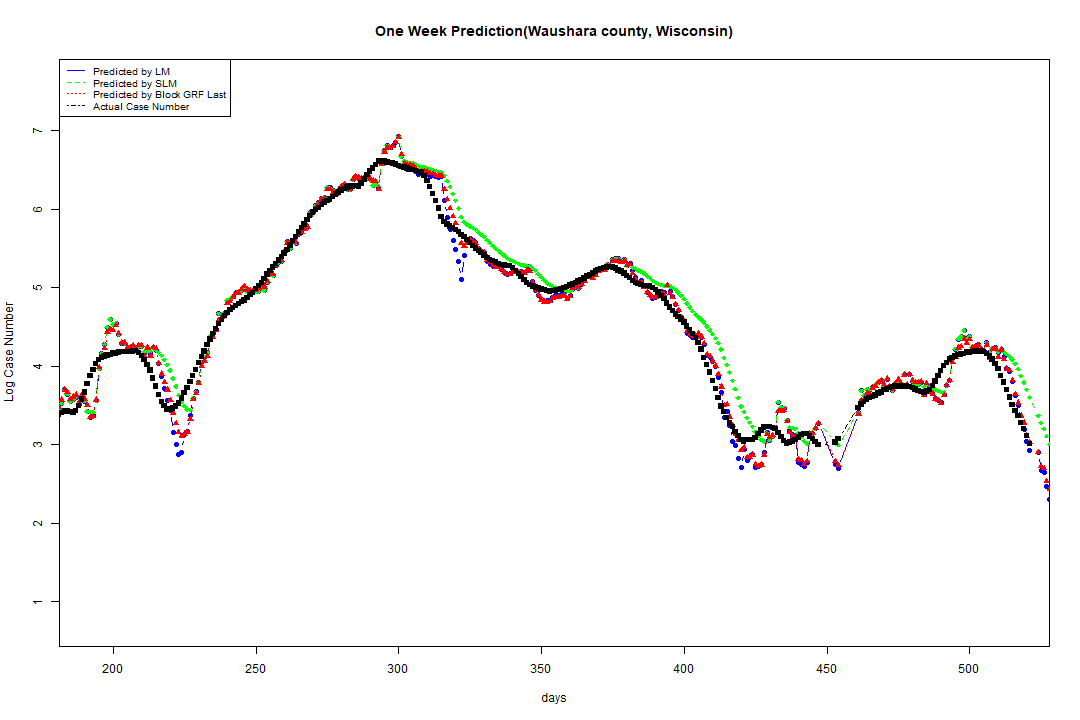 One Week Prediction(Waushara county, Wisconsin)
Predicted by LM
Predicted by SLM
Predicted by Block GRF Last
Actual Case Number
7
6
5
4
3
2
1
Log Case Number
200 250 300 350 400 450 500
days